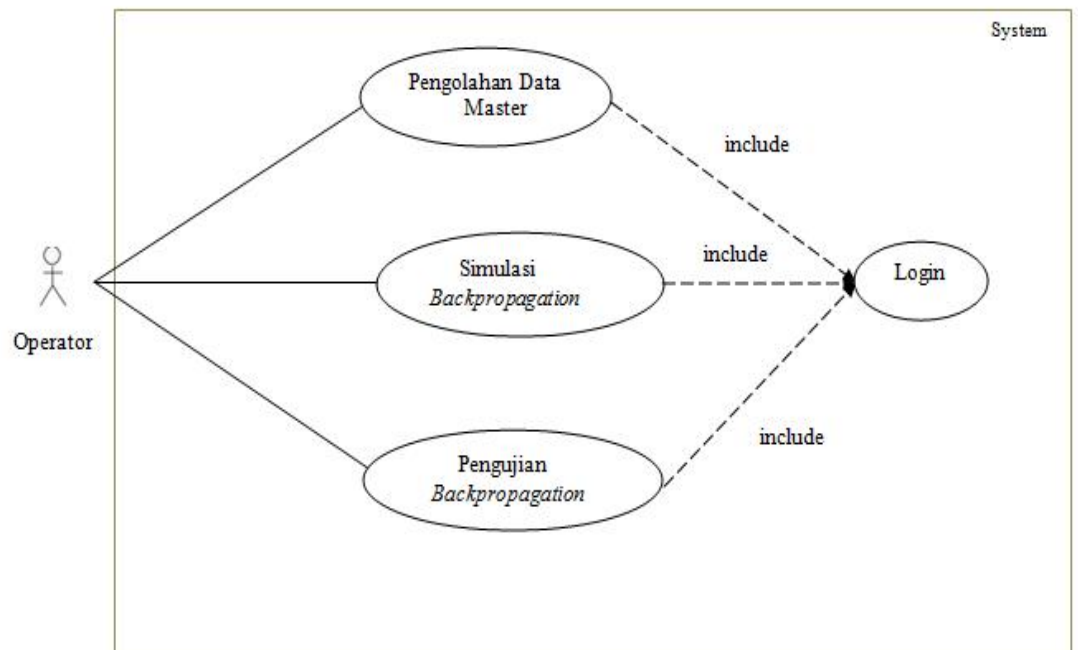 System
Pengolahan Data
Master
include
Simulasi
Backpropagation
include
Login
Operator
Pengujian
Backpropagation
include